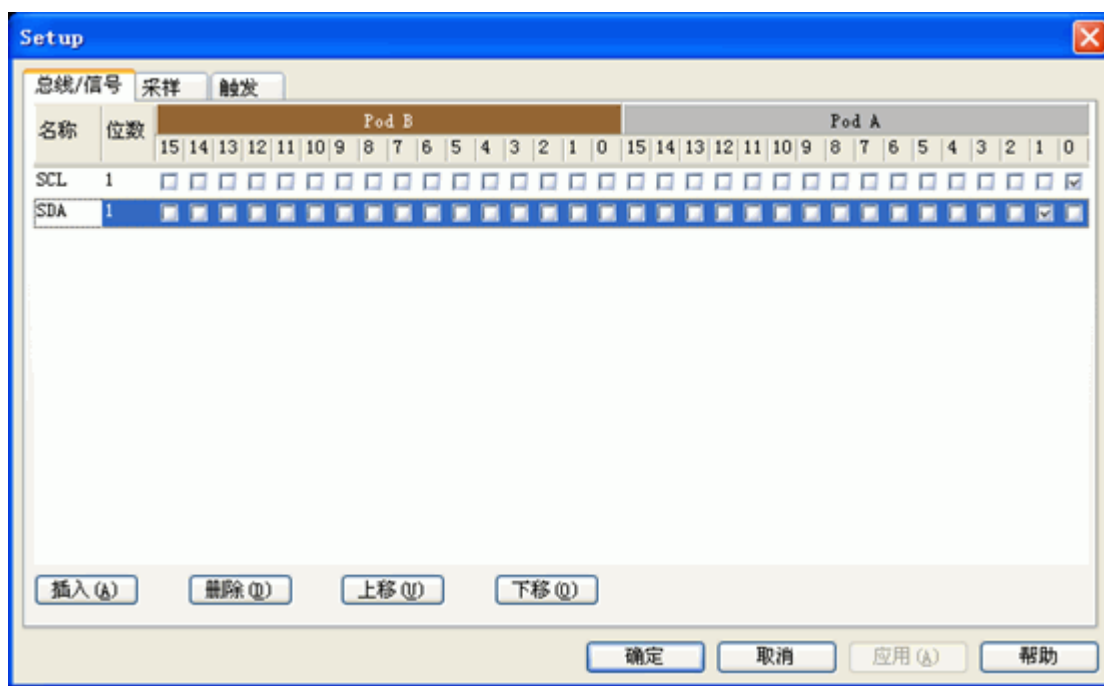 Setup
总线/信号 采样 触发
名称 位数 Pod B Pod A
15 14 13 12 11 10 9 8 7 6 5 4 3 2 1 0 15 14 13 12 11 10 9 8 7 6 5 4 3 2 1 0
SCL 1
SDA 1
插入(A) 删除(D) 上移(U) 下移(O)
确定 取消 应用(A) 帮助